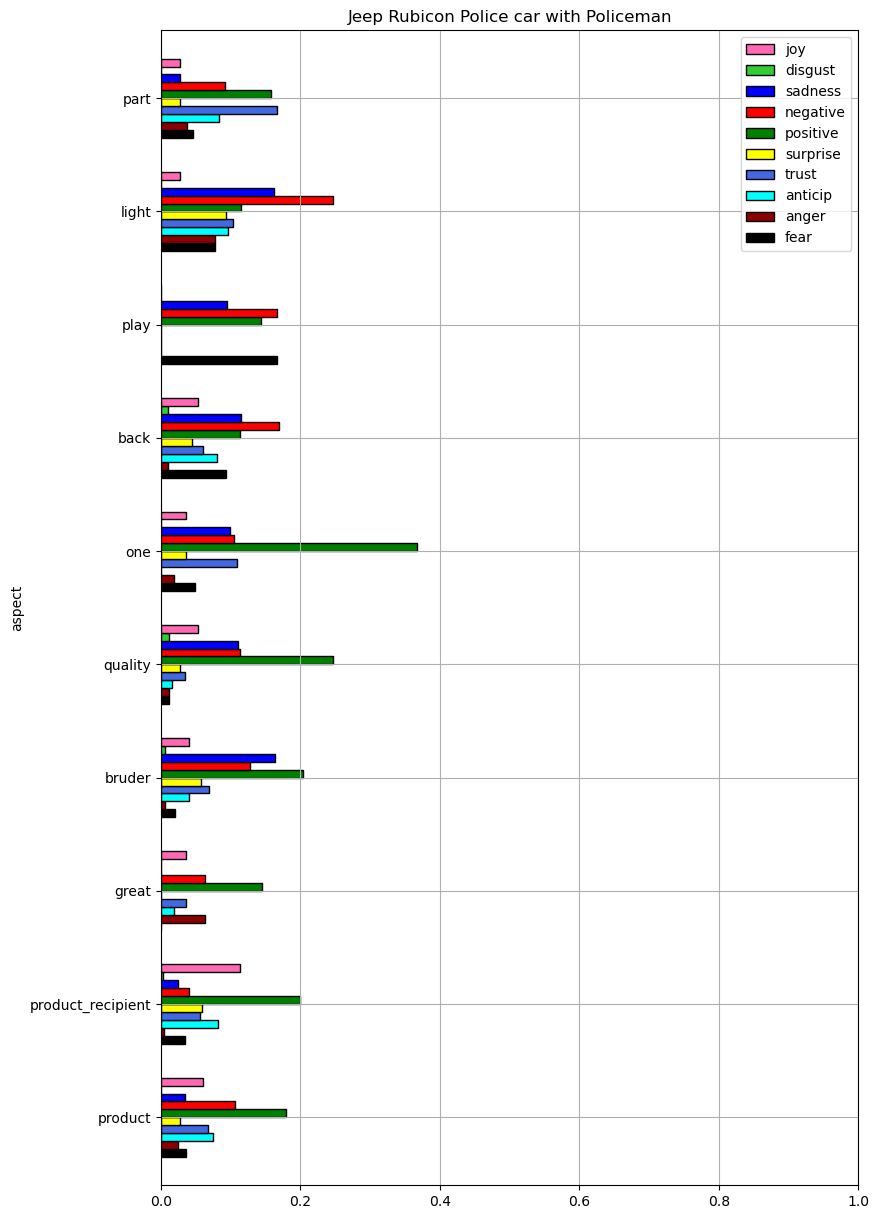 Jeep Rubicon Police car with Policeman
joy
disgust
sadness
negative
positive
surprise
trust
anticip
anger
fear
part
light
play
back
one
quality
bruder
great
product_recipient
product
aspect
0.0 0.2 0.4 0.6 0.8 1.0